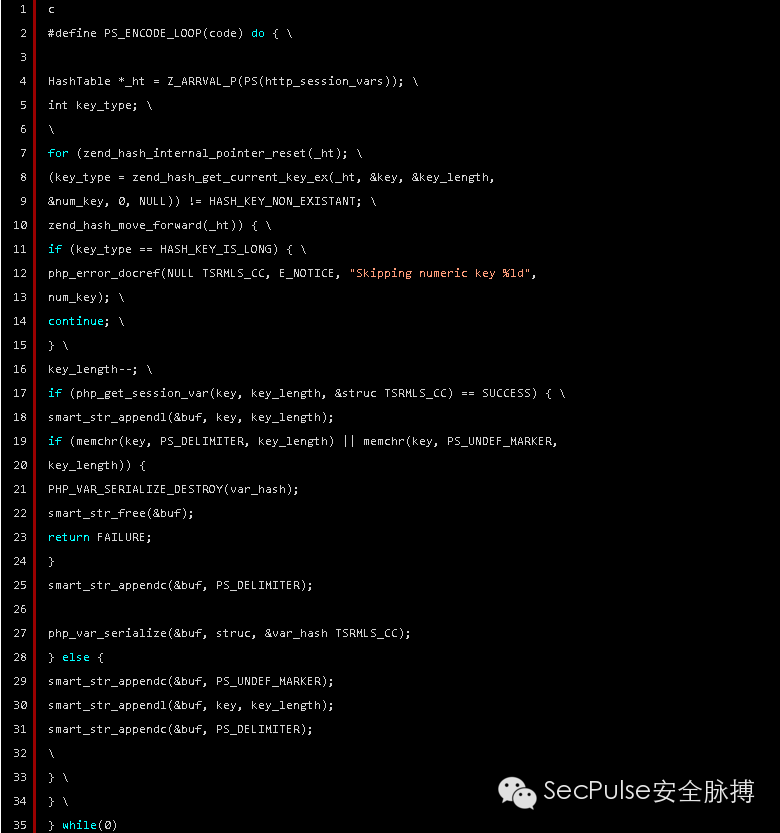 1 c
2 #define PS_ENCODE_LOOP(code) do { \
3
4 HashTable *_ht = Z_ARRVAL_P(PS(http_session_vars)); \
5 int key_type; \
6 \
7 for (zend_hash_internal_pointer_reset(_ht); \
8 (key_type = zend_hash_get_current_key_ex(_ht, &key, &key_length,
9 &num_key, 0, NULL)) != HASH_KEY_NON_EXISTANT; \
10 zend_hash_move_forward(_ht)) { \
11 if (key_type == HASH_KEY_IS_LONG) { \
12 php_error_docref(NULL TSRMLS_CC, E_NOTICE, "Skipping numeric key %ld",
13 num_key); \
14 continue; \
15 } \
16 key_length--; \
17 if (php_get_session_var(key, key_length, &struc TSRMLS_CC) == SUCCESS) { \
18 smart_str_appendl(&buf, key, key_length);
19 if (memchr(key, PS_DELIMITER, key_length) || memchr(key, PS_UNDEF_MARKER,
20 key_length)) {
21 PHP_VAR_SERIALIZE_DESTROY(var_hash);
22 smart_str_free(&buf);
23 return FAILURE;
24 }
25 smart_str_appendc(&buf, PS_DELIMITER);
26
27 php_var_serialize(&buf, struc, &var_hash TSRMLS_CC);
28 } else {
29 smart_str_appendc(&buf, PS_UNDEF_MARKER);
30 smart_str_appendl(&buf, key, key_length);
31 smart_str_appendc(&buf, PS_DELIMITER);
32 \
33 } \
34 } \
35 } while(0)
SecPulse安全脉搏